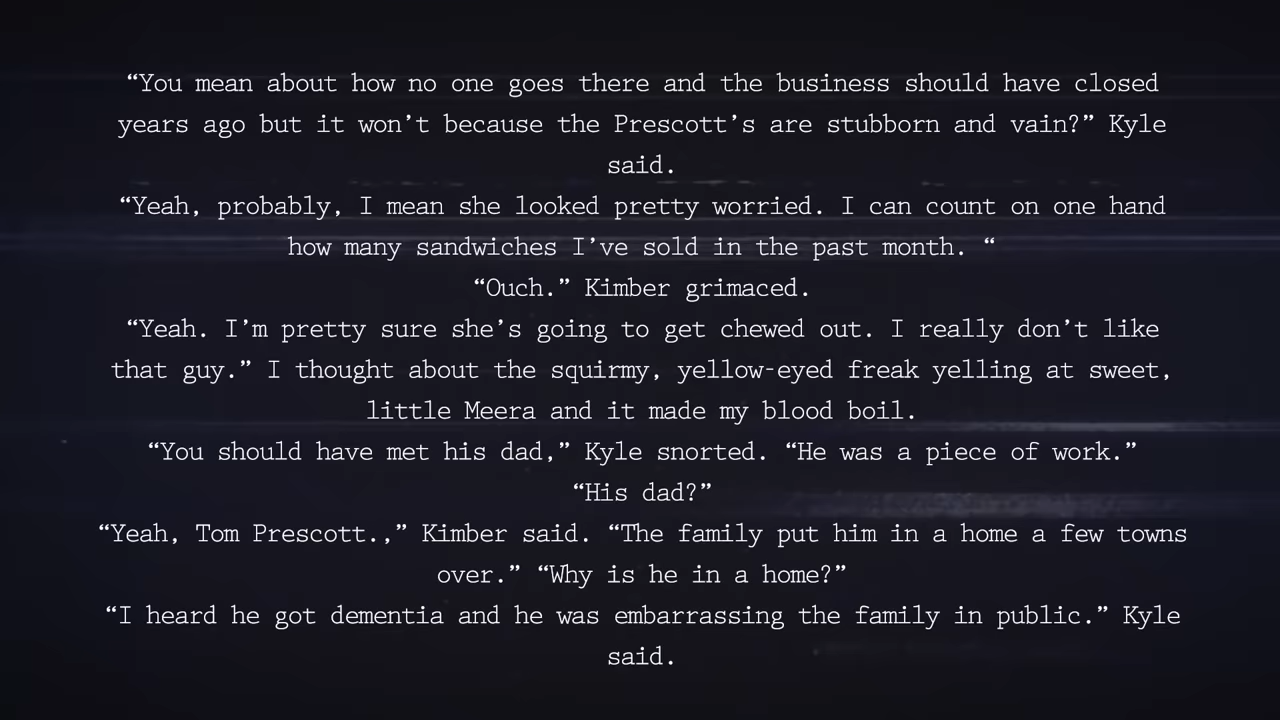 “You mean about how no one goes there and the business should have closed
years ago but it won’t because the Prescott’s are stubborn and vain?” Kyle
said.
“Yeah, probably, I mean she looked pretty worried. I can count on one hand
how many sandwiches I’ve sold in the past month. “
“Ouch.” Kimber grimaced.
“Yeah. I’m pretty sure she’s going to get chewed out. I really don’t like
that guy.” I thought about the squirmy, yellow-eyed freak yelling at sweet,
little Meera and it made my blood boil.
“You should have met his dad,” Kyle snorted. “He was a piece of work.”
“His dad?”
“Yeah, Tom Prescott.,” Kimber said. “The family put him in a home a few towns
over.” “Why is he in a home?”
“I heard he got dementia and he was embarrassing the family in public.” Kyle
said.